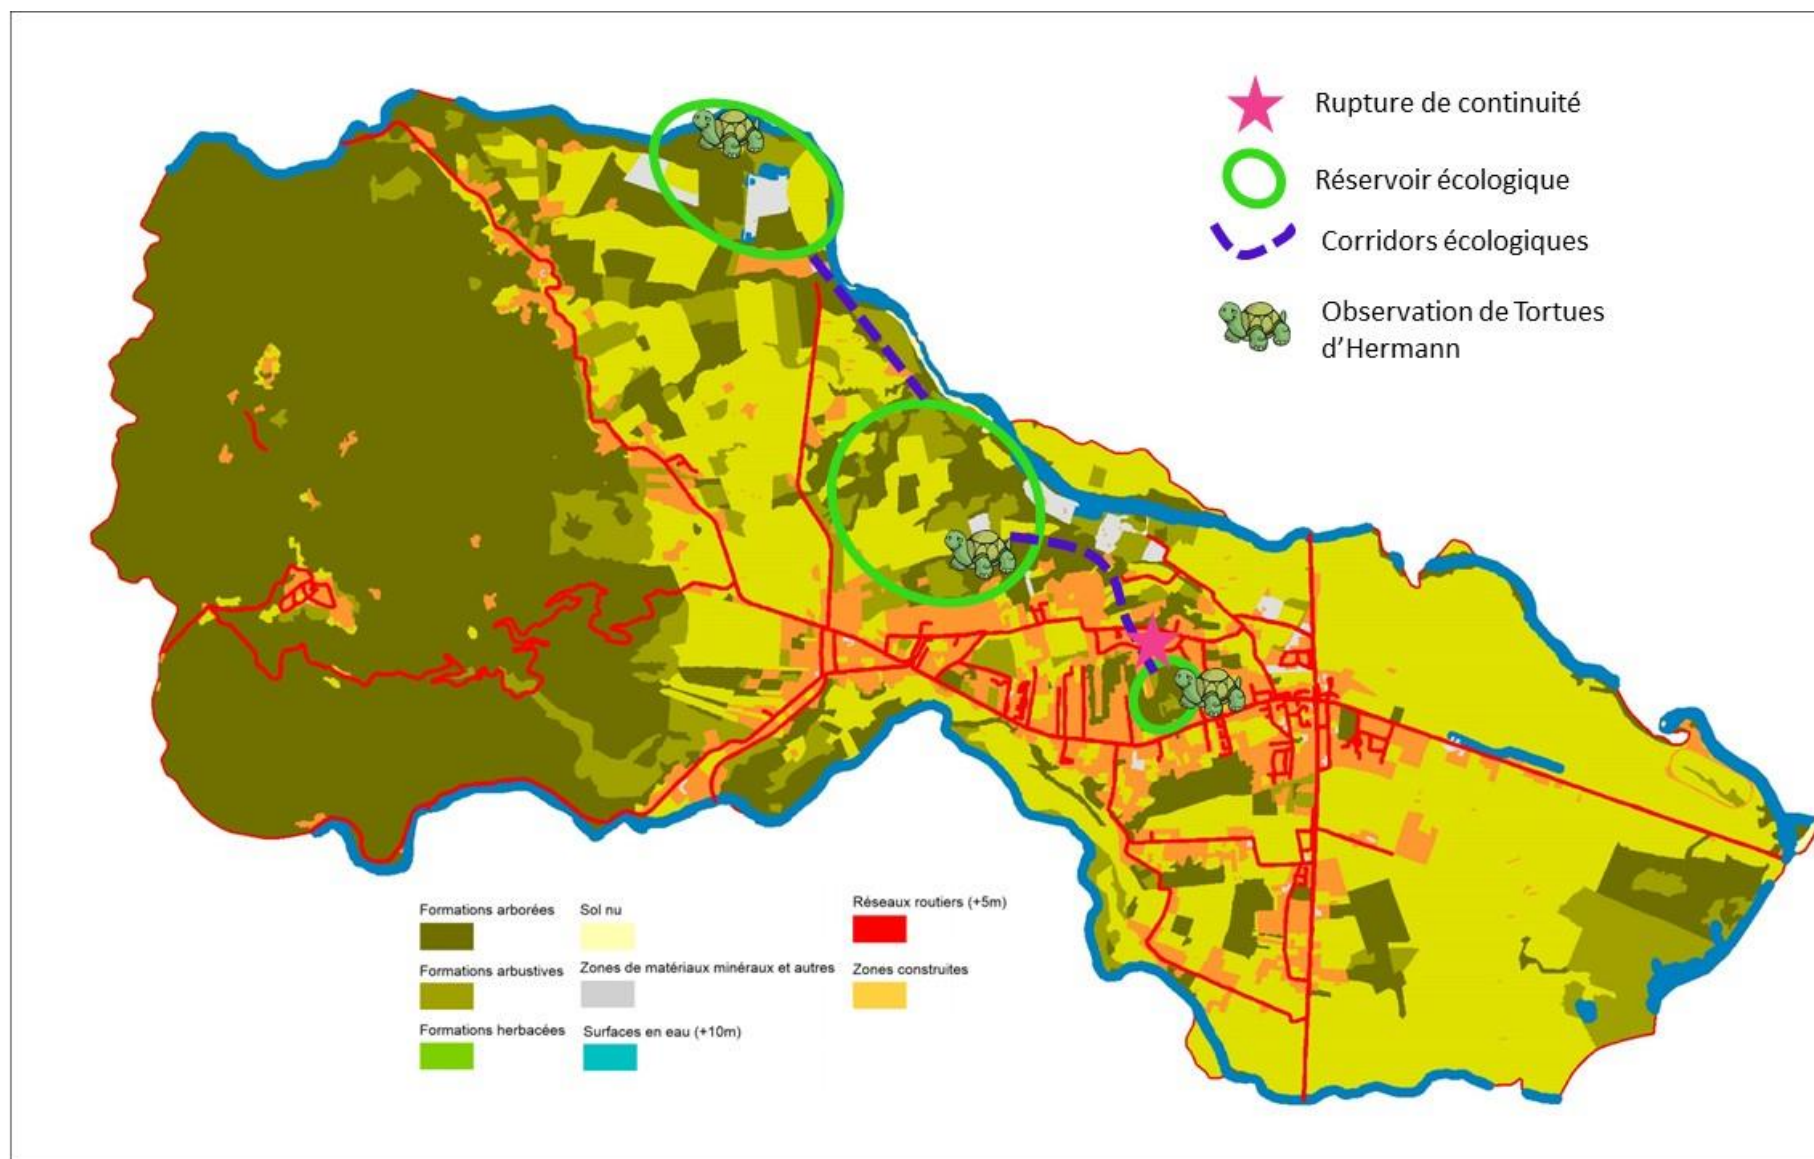 Rupture de continuité
Réservoir écologique
Corridors écologiques
Observation de Tortues
d’Hermann
Formations arborées
Sol nu
Réseaux routiers (+5m)
Formations arbustives
Zones de matériaux minéraux et autres
Zones construites
Formations herbacées
Surfaces en eau (+10m)